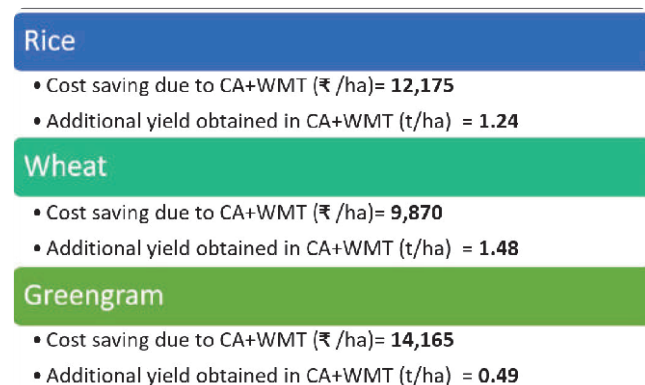 Rice
• Cost saving due to CA+WMT (₹ /ha)= 12,175
• Additional yield obtained in CA+WMT (t/ha) = 1.24
Wheat
• Cost saving due to CA+WMT (₹ /ha)= 9,870
• Additional yield obtained in CA+WMT (t/ha) = 1.48
Greengram
• Cost saving due to CA+WMT (₹ /ha)= 14,165
• Additional yield obtained in CA+WMT (t/ha) = 0.49